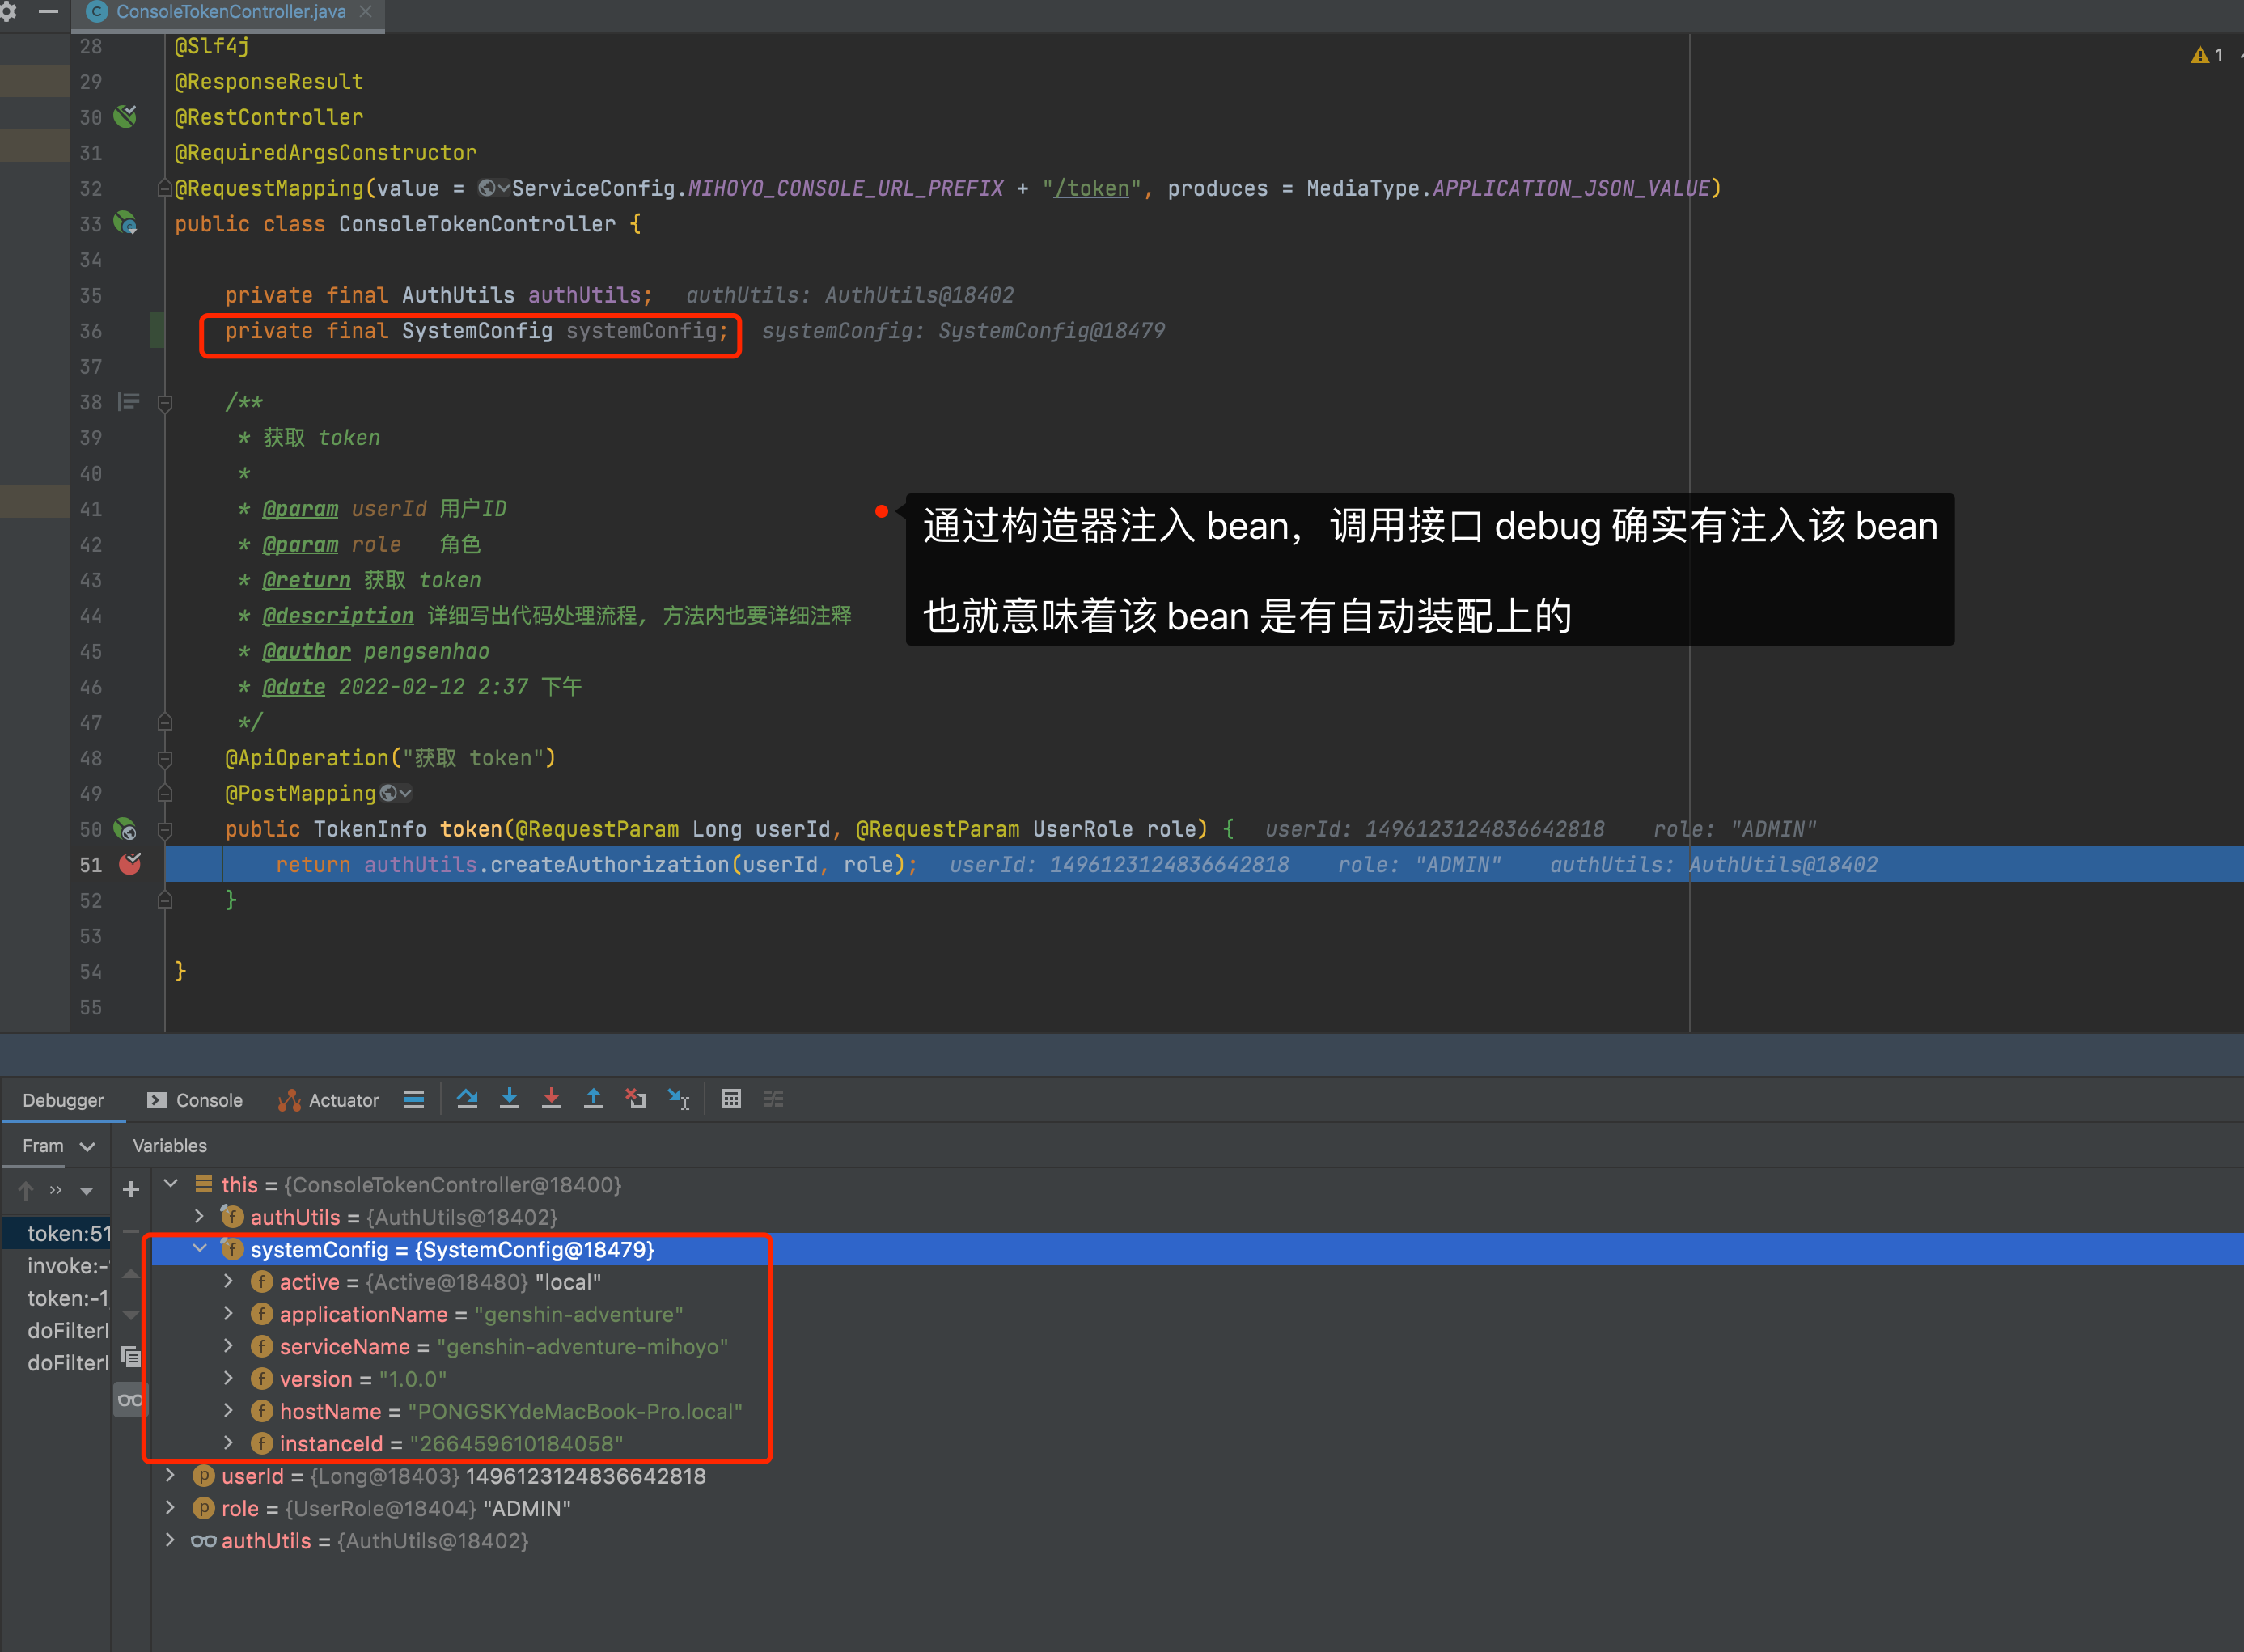 ConsoleTokenController.java
28 @Slf4j
1
29 @ResponseResult
30 @RestController
31 @RequiredArgsConstructor
32 @RequestMapping(value = ServiceConfig.MIHOYO_CONSOLE_URL_PREFIX + "/token", produces = MediaType.APPLICATION_JSON_VALUE)
33 public class ConsoleTokenController {
34
35 private final AuthUtils authUtils; authUtils: AuthUtils@18402
36 private final SystemConfig systemConfig; systemConfig: SystemConfig@18479
37
38 /**
39 * 获取 token
40 *
41 * @param userId 用户ID
42 * @param role 角色
43 * @return 获取 token
44 * @description 详细写出代码处理流程, 方法内也要详细注释
45 * @author pengsenhao
46 * @date 2022-02-12 2:37 下午
47 */
通过构造器注入 bean，调用接口 debug 确实有注入该 bean
也就意味着该 bean 是有自动装配上的
48 @ApiOperation("获取 token")
49 @PostMapping
50 public TokenInfo token(@RequestParam Long userId, @RequestParam UserRole role) { userId: 1496123124836642818 role: "ADMIN"
51 return authUtils.createAuthorization(userId, role); userId: 1496123124836642818 role: "ADMIN" authUtils: AuthUtils@18402
52 }
53
54 }
55
Debugger Console Actuator
Fram Variables
this = {ConsoleTokenController@18400}
authUtils = {AuthUtils@18402}
token:51
systemConfig = {SystemConfig@18479}
invoke:-
active = {Active@18480} "local"
token:-1
applicationName = "genshin-adventure"
doFilterI
serviceName = "genshin-adventure-mihoyo"
doFilterI
version = "1.0.0"
hostName = "PONGSKYdeMacBook-Pro.local"
instanceId = "266459610184058"
userId = {Long@18403} 1496123124836642818
role = {UserRole@18404} "ADMIN"
authUtils = {AuthUtils@18402}